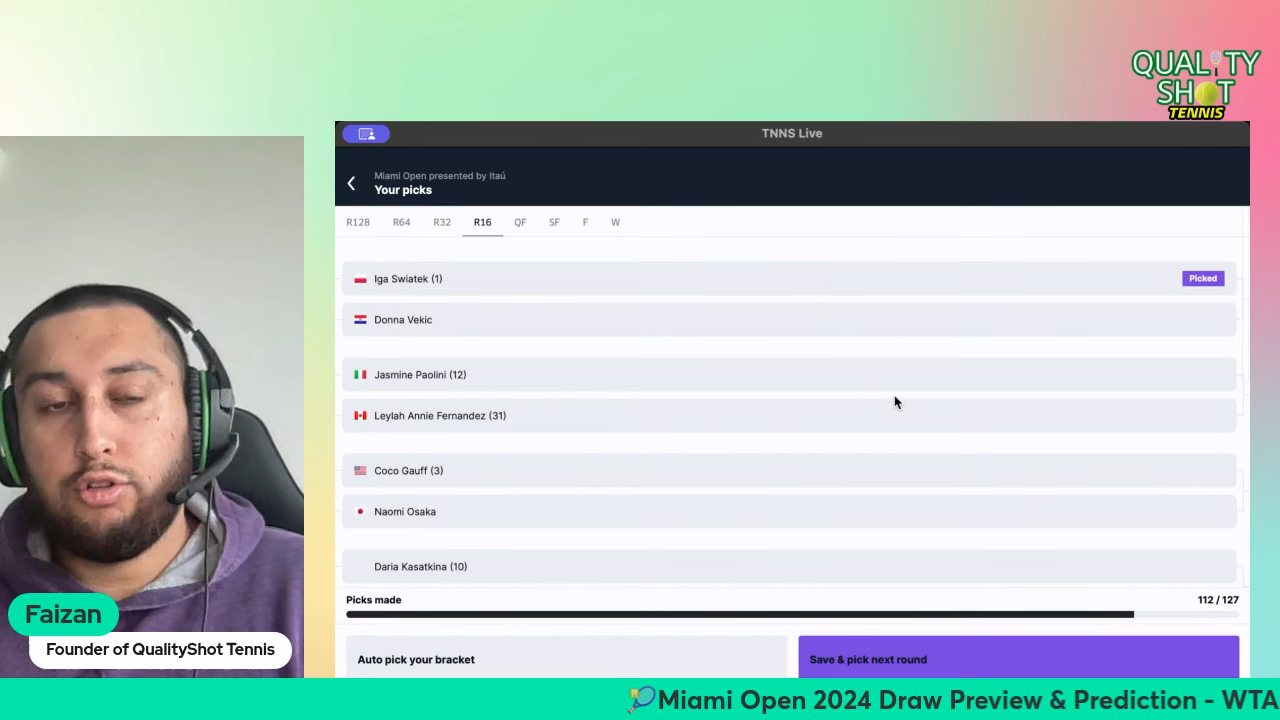 QUALITY
SHOT
TENNIS
TNNS Live
Miami Open presented by Itaú
Your picks
R128 R64 R32 R16 QF SF F W
Iga Swiatek (1) Picked
Donna Vekic
Jasmine Paolini (12)
Leylah Annie Fernandez (31)
Coco Gauff (3)
Naomi Osaka
Daria Kasatkina (10)
Picks made 112 / 127
Auto pick your bracket Save & pick next round
Faizan
Founder of QualityShot Tennis
Miami Open 2024 Draw Preview & Prediction - WTA